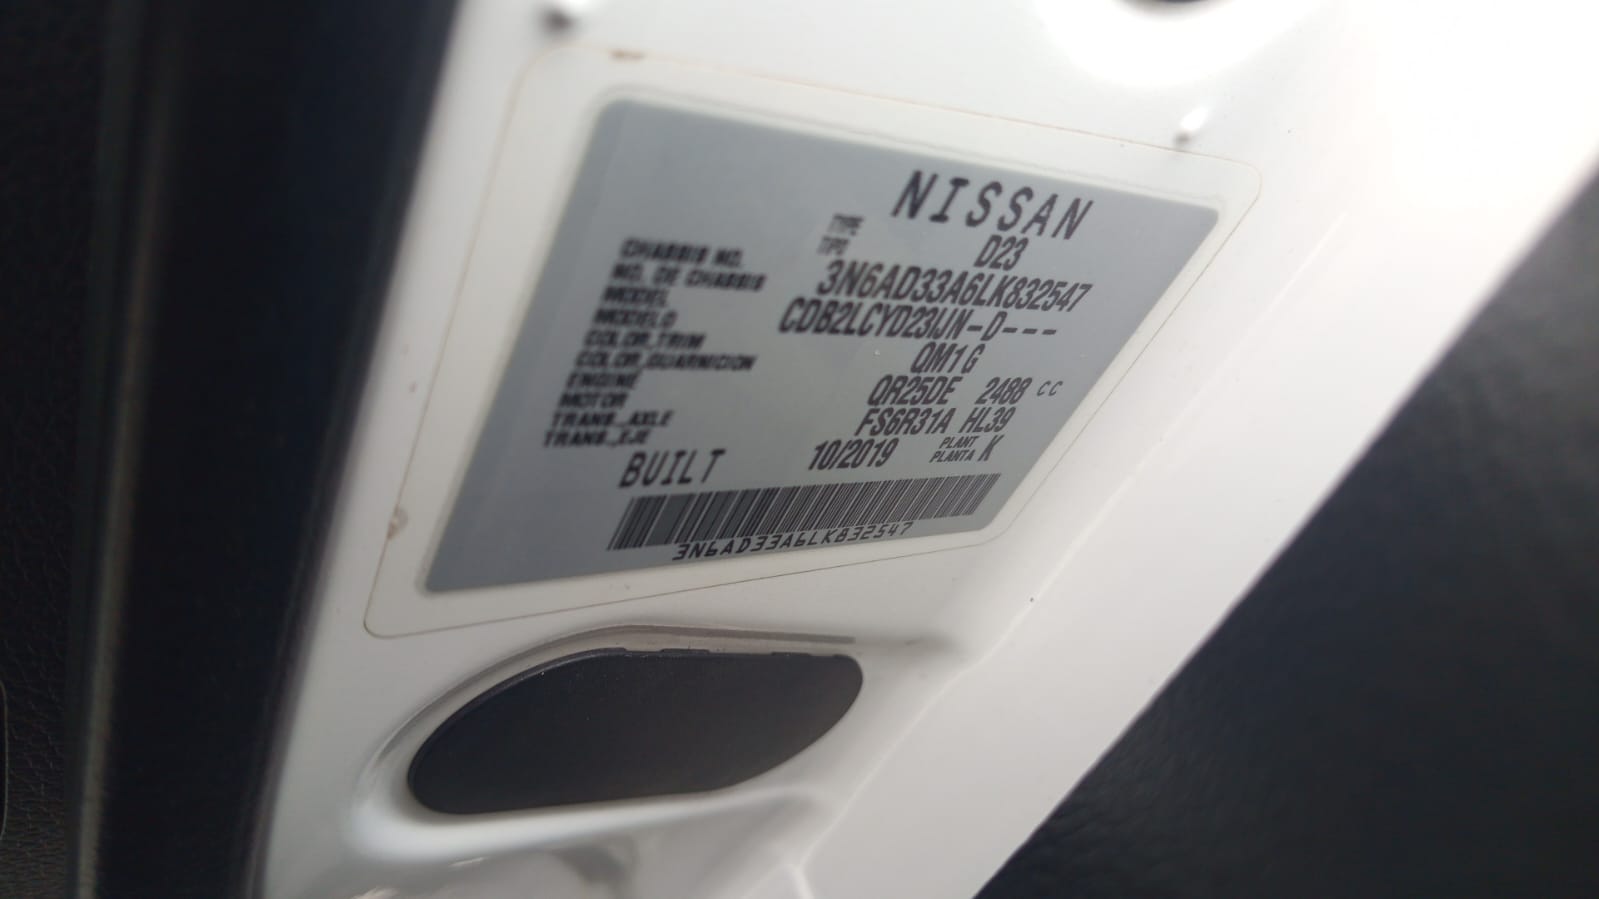 NISSAN
TYPE
TIPO D23
CHASSIS NO.
NO. DE CHASSIS 3N6AD33A6LK832547
MODEL
MODELO CDB2LCYD23IJN-D---
COLOR,TRIM
COLOR,GUARNICION QM1 G
ENGINE
MOTOR QR25DE 2488 CC
TRANS.,AXLE
TRANS.,EJE FS6R31A HL39
BUILT 10/2019 PLANT
PLANTA K
3N6AD33A6LK832547